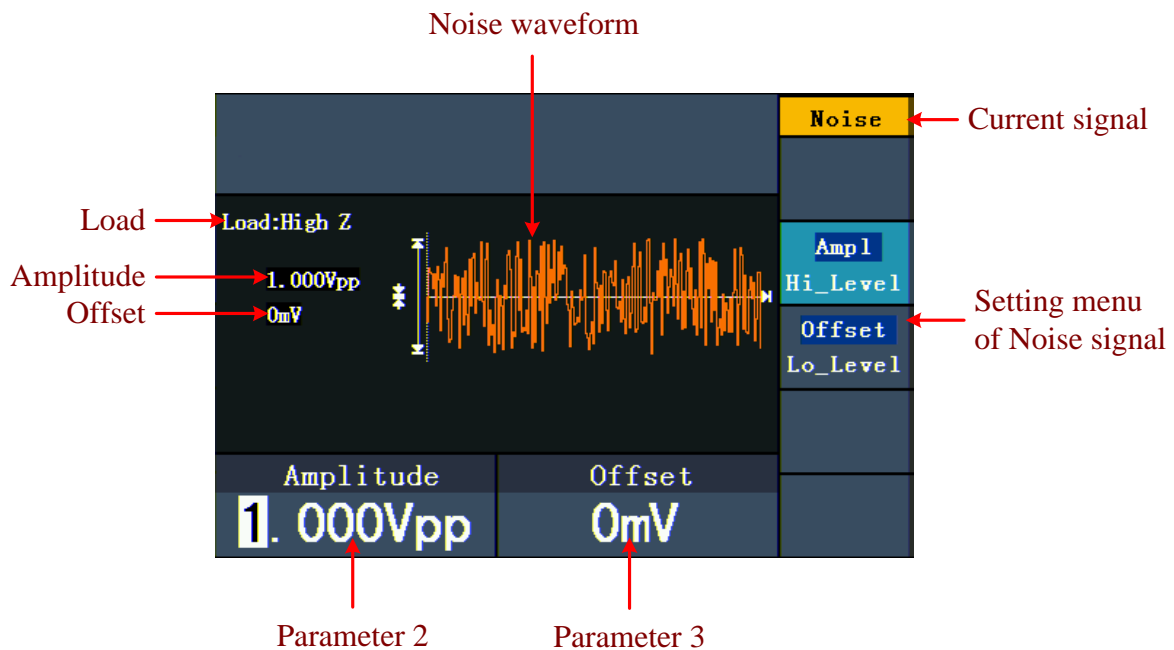 Noise waveform
Noise
Current signal
Load
Load:High Z
Amplitude
1.000Vpp
Offset
0mV
Ampl
Hi_Level
Offset
Lo_Level
Setting menu
of Noise signal
Amplitude
Offset
1.000Vpp
0mV
Parameter 2
Parameter 3